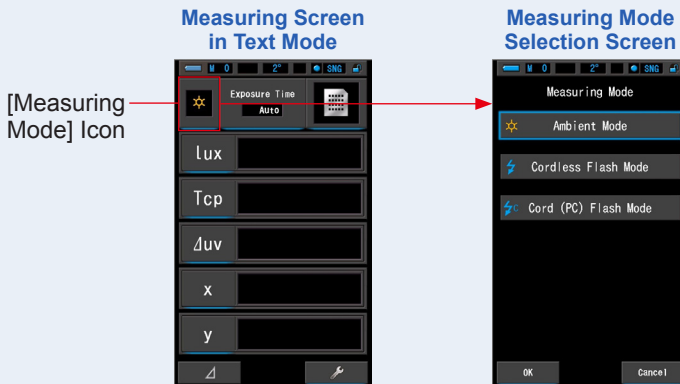 Measuring Screen
in Text Mode
Measuring Mode
Selection Screen
[Measuring
Mode] Icon
M 0 2° SNG
Exposure Time
Auto
lux
Tcp
⊿uv
x
y
⊿
M 0 2° SNG
Measuring Mode
Ambient Mode
Cordless Flash Mode
C Cord (PC) Flash Mode
OK Cancel